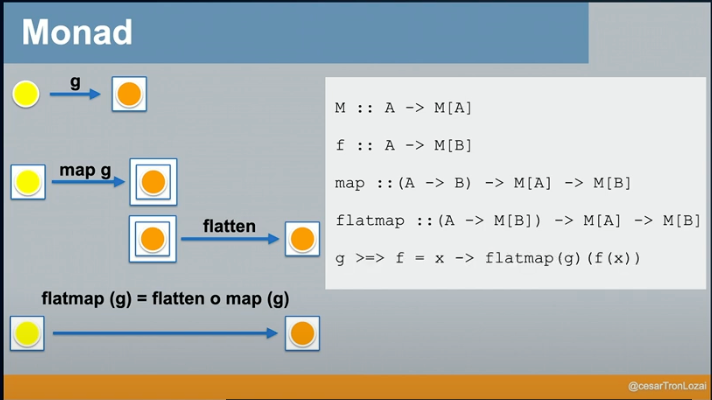 Monad
g
map g
flatten
flatmap (g) = flatten o map (g)
M :: A -> M[A]
f :: A -> M[B]
map ::(A -> B) -> M[A] -> M[B]
flatmap ::(A -> M[B]) -> M[A] -> M[B]
g >=> f = x -> flatmap(g)(f(x))
@cesarTronLozai